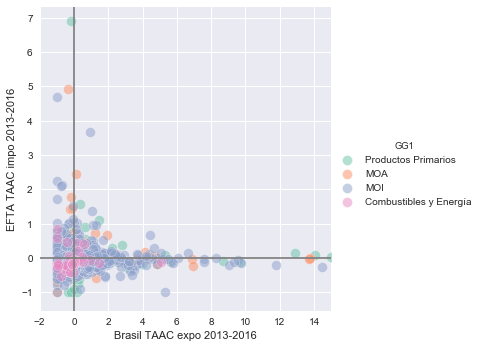 7
6
5
4
3
2
1
0
−1
−2
0
2
4
6
8
10
12
14
EFTA TAAC impo 2013-2016
Brasil TAAC expo 2013-2016
GG1
Productos Primarios
MOA
MOI
Combustibles y Energía